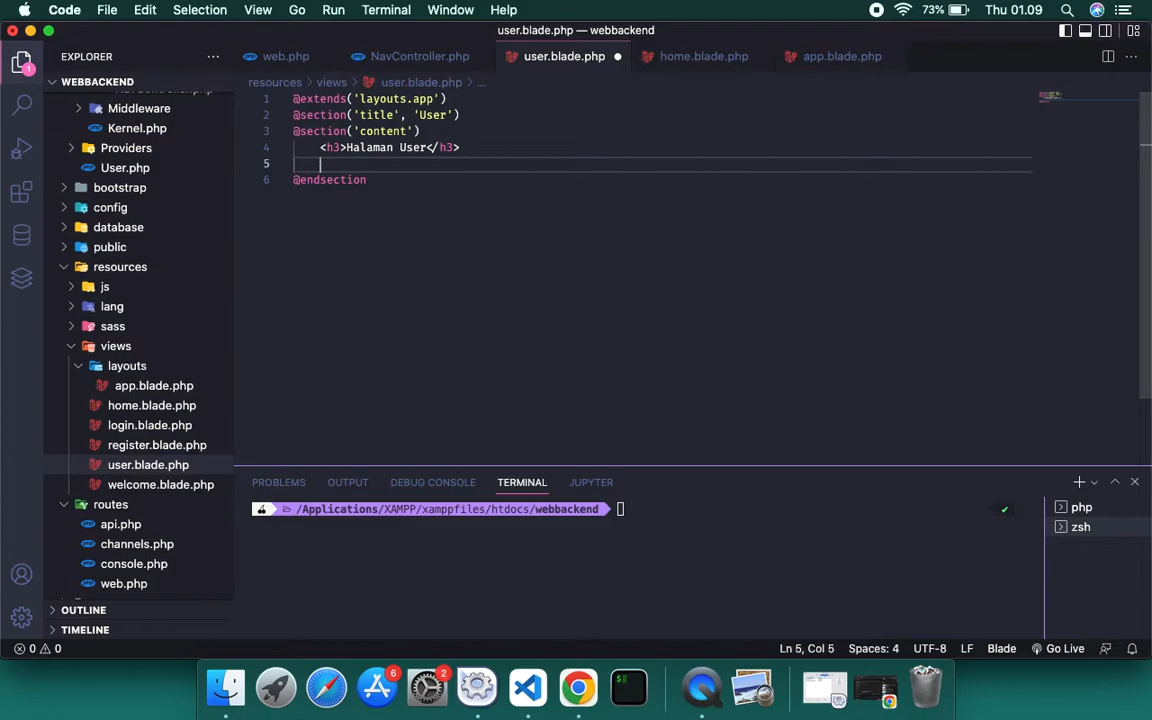 Code File Edit Selection View Go Run Terminal Window Help 73% Thu 01.09
user.blade.php — webbackend
1
EXPLORER ...
web.php NavController.php user.blade.php home.blade.php app.blade.php
WEBBACKEND
resources views user.blade.php ...
Middleware
Kernel.php
Providers
User.php
bootstrap
config
database
public
resources
js
lang
sass
views
layouts
app.blade.php
home.blade.php
login.blade.php
register.blade.php
user.blade.php
welcome.blade.php
routes
api.php
channels.php
console.php
web.php
OUTLINE
TIMELINE
1 @extends('layouts.app')
2 @section('title', 'User')
3 @section('content')
4 <h3>Halaman User</h3>
5
6 @endsection
PROBLEMS OUTPUT DEBUG CONSOLE TERMINAL JUPYTER
/Applications/XAMPP/xamppfiles/htdocs/webbackend
php
zsh
0 0 Ln 5, Col 5 Spaces: 4 UTF-8 LF Blade Go Live
6 2